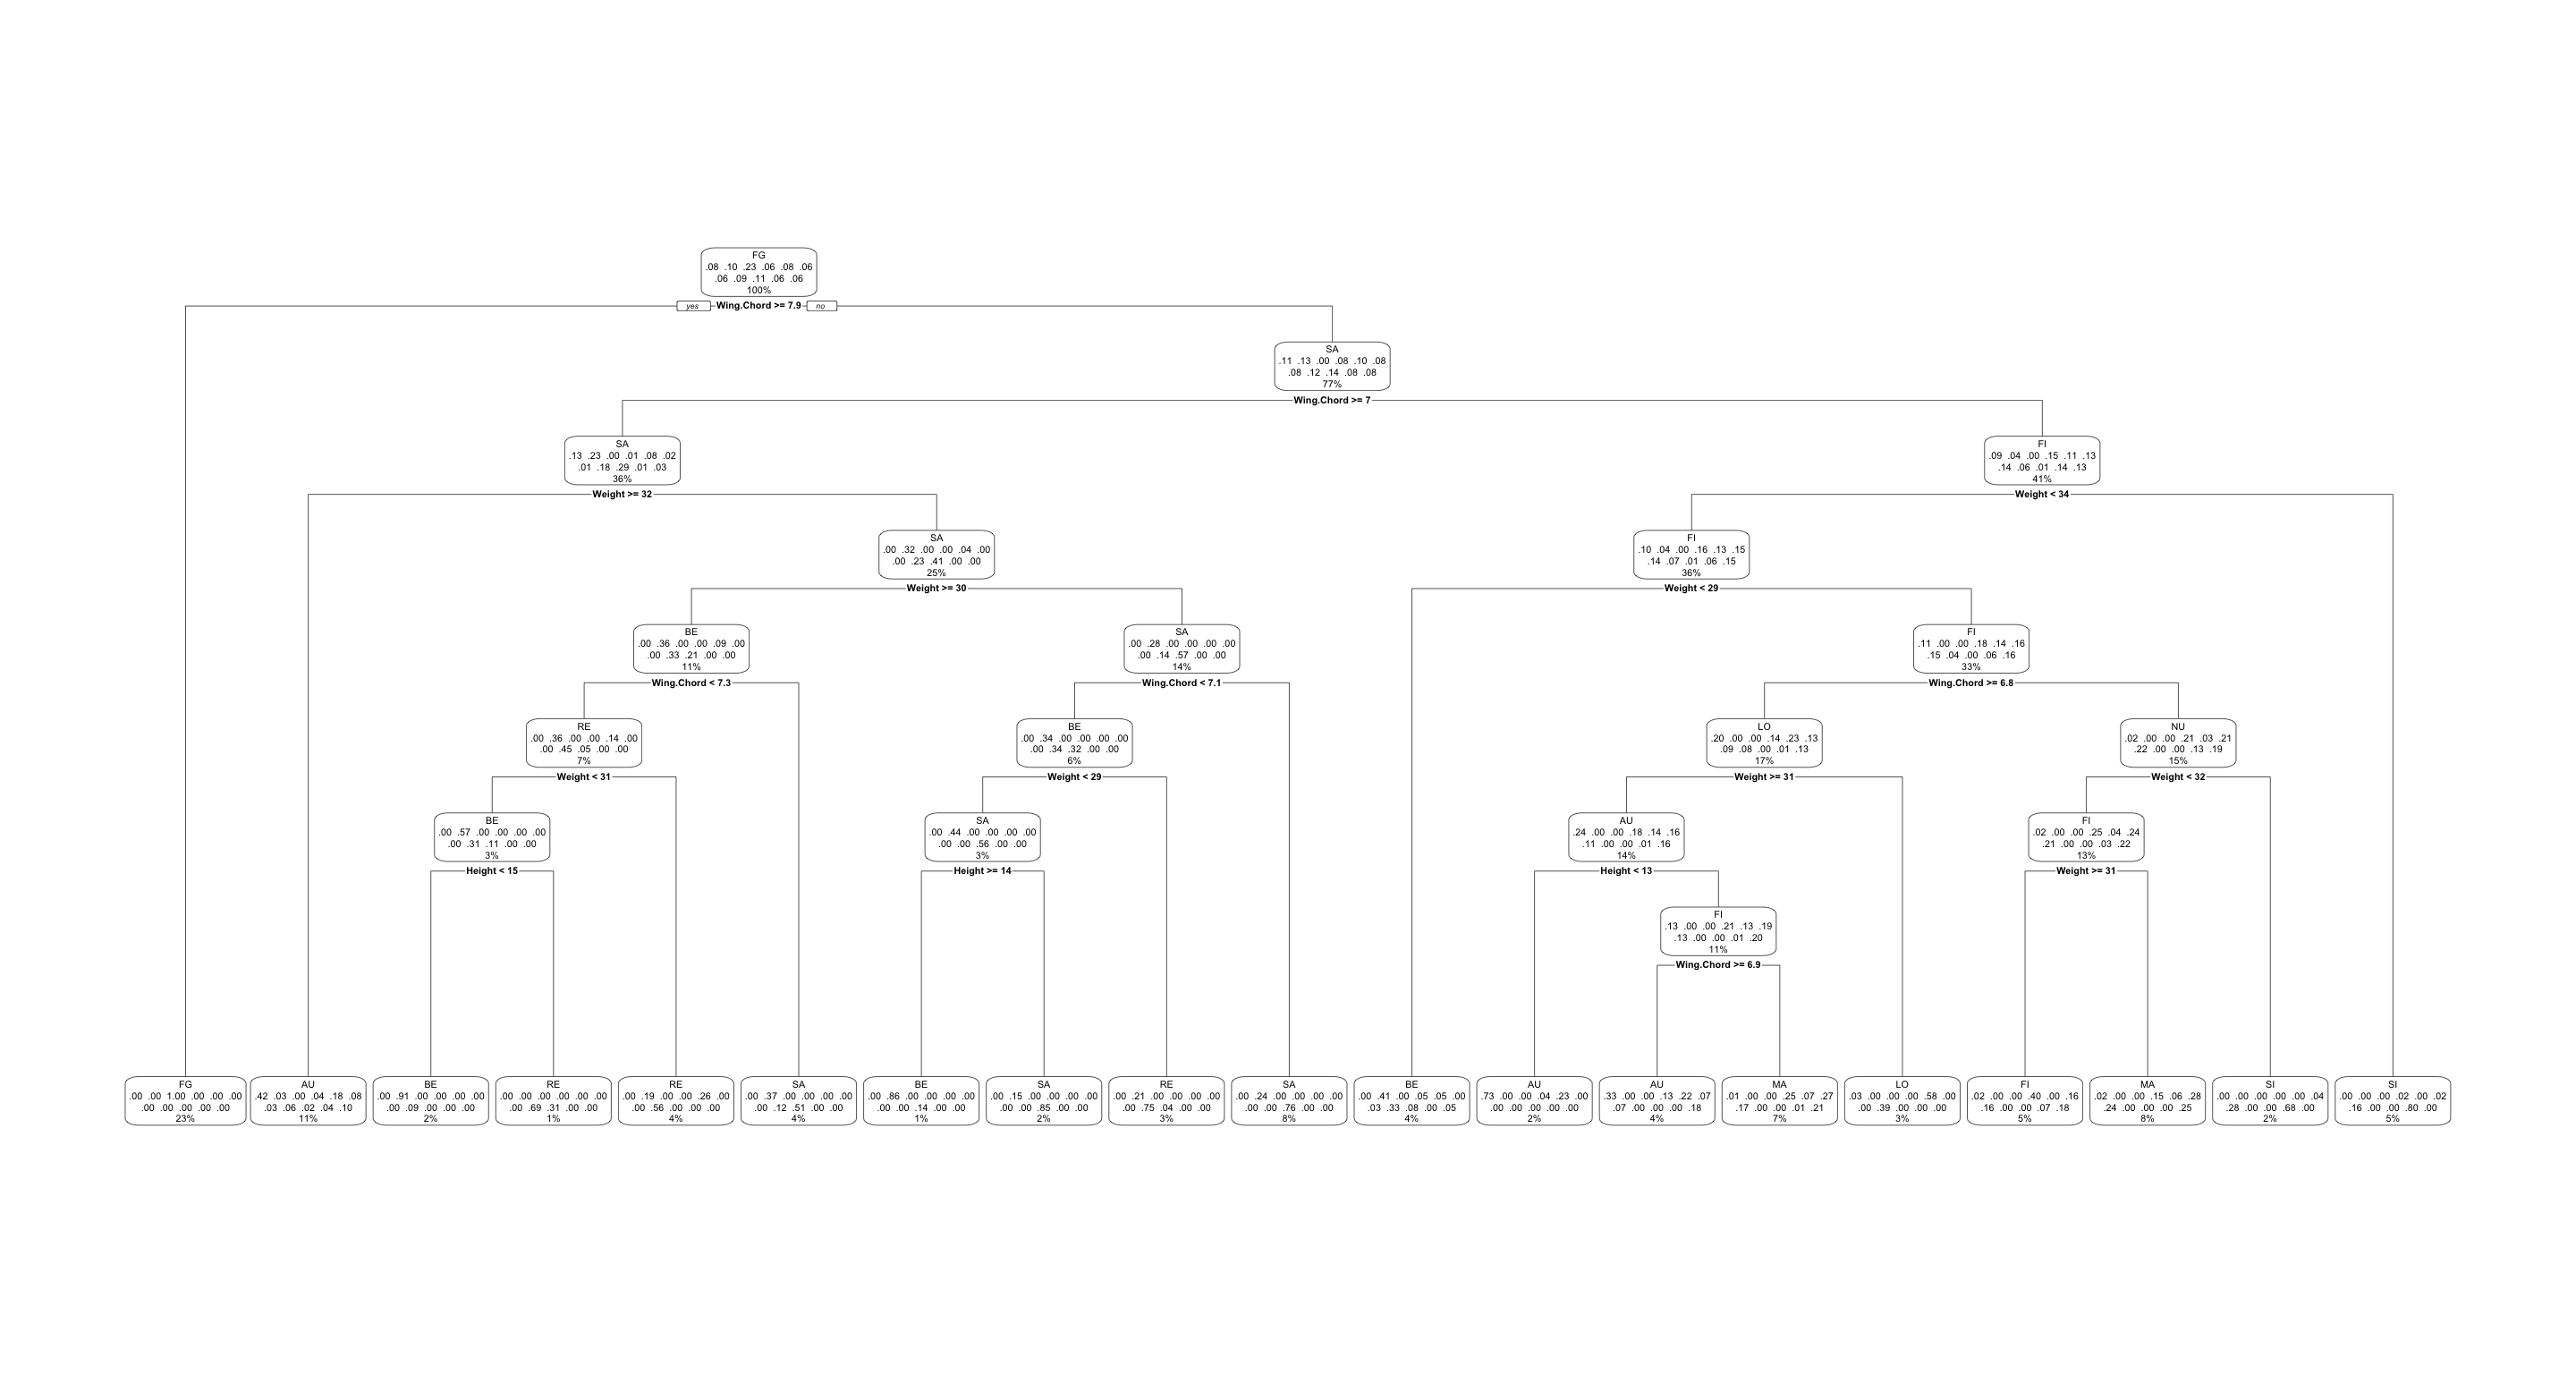 FG
.08 .10 .23 .06 .08 .06
.06 .09 .11 .06 .06
100%
yes Wing.Chord >= 7.9 no
SA
.11 .13 .00 .08 .10 .08
.08 .12 .14 .08 .08
77%
Wing.Chord >= 7
SA
.13 .23 .00 .01 .08 .02
.01 .18 .29 .01 .03
36%
Weight >= 32
FI
.09 .04 .00 .15 .11 .13
.14 .06 .01 .14 .13
41%
Weight < 34
SA
.00 .32 .00 .00 .04 .00
.00 .23 .41 .00 .00
25%
Weight >= 30
FI
.10 .04 .00 .16 .13 .15
.14 .07 .01 .06 .15
36%
Weight < 29
BE
.00 .36 .00 .00 .09 .00
.00 .33 .21 .00 .00
11%
Wing.Chord < 7.3
SA
.00 .28 .00 .00 .00 .00
.00 .14 .57 .00 .00
14%
Wing.Chord < 7.1
FI
.11 .00 .00 .18 .14 .16
.15 .04 .00 .06 .16
33%
Wing.Chord >= 6.8
RE
.00 .36 .00 .00 .14 .00
.00 .45 .05 .00 .00
7%
Weight < 31
BE
.00 .34 .00 .00 .00 .00
.00 .34 .32 .00 .00
6%
Weight < 29
LO
.20 .00 .00 .14 .23 .13
.09 .08 .00 .01 .13
17%
Weight >= 31
NU
.02 .00 .00 .21 .03 .21
.22 .00 .00 .13 .19
15%
Weight < 32
BE
.00 .57 .00 .00 .00 .00
.00 .31 .11 .00 .00
3%
Height < 15
SA
.00 .44 .00 .00 .00 .00
.00 .00 .56 .00 .00
3%
Height >= 14
AU
.24 .00 .00 .18 .14 .16
.11 .00 .00 .01 .16
14%
Height < 13
FI
.02 .00 .00 .25 .04 .24
.21 .00 .00 .03 .22
13%
Weight >= 31
FI
.13 .00 .00 .21 .13 .19
.13 .00 .00 .01 .20
11%
Wing.Chord >= 6.9
FG
.00 .00 1.00 .00 .00 .00
.00 .00 .00 .00 .00
23%
AU
.42 .03 .00 .04 .18 .08
.03 .06 .02 .04 .10
11%
BE
.00 .91 .00 .00 .00 .00
.00 .09 .00 .00 .00
2%
RE
.00 .00 .00 .00 .00 .00
.00 .69 .31 .00 .00
1%
RE
.00 .19 .00 .00 .26 .00
.00 .56 .00 .00 .00
4%
SA
.00 .37 .00 .00 .00 .00
.00 .12 .51 .00 .00
4%
BE
.00 .86 .00 .00 .00 .00
.00 .00 .14 .00 .00
1%
SA
.00 .15 .00 .00 .00 .00
.00 .00 .85 .00 .00
2%
RE
.00 .21 .00 .00 .00 .00
.00 .75 .04 .00 .00
3%
SA
.00 .24 .00 .00 .00 .00
.00 .00 .76 .00 .00
8%
BE
.00 .41 .00 .05 .05 .00
.03 .33 .08 .00 .05
4%
AU
.73 .00 .00 .04 .23 .00
.00 .00 .00 .00 .00
2%
AU
.33 .00 .00 .13 .22 .07
.07 .00 .00 .00 .18
4%
MA
.01 .00 .00 .25 .07 .27
.17 .00 .00 .01 .21
7%
LO
.03 .00 .00 .00 .58 .00
.00 .39 .00 .00 .00
3%
FI
.02 .00 .00 .40 .00 .16
.16 .00 .00 .07 .18
5%
MA
.02 .00 .00 .15 .06 .28
.24 .00 .00 .00 .25
8%
SI
.00 .00 .00 .00 .00 .04
.28 .00 .00 .68 .00
2%
SI
.00 .00 .00 .02 .00 .02
.16 .00 .00 .80 .00
5%